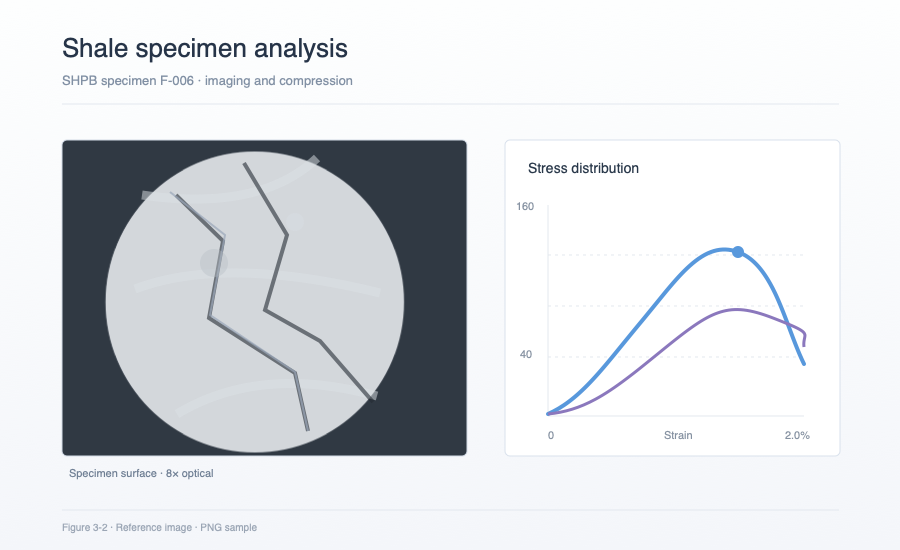 Shale specimen analysis
SHPB specimen F-006 · imaging and compression
Stress distribution
160
40
0
Strain
2.0%
Specimen surface · 8× optical
Figure 3-2 · Reference image · PNG sample